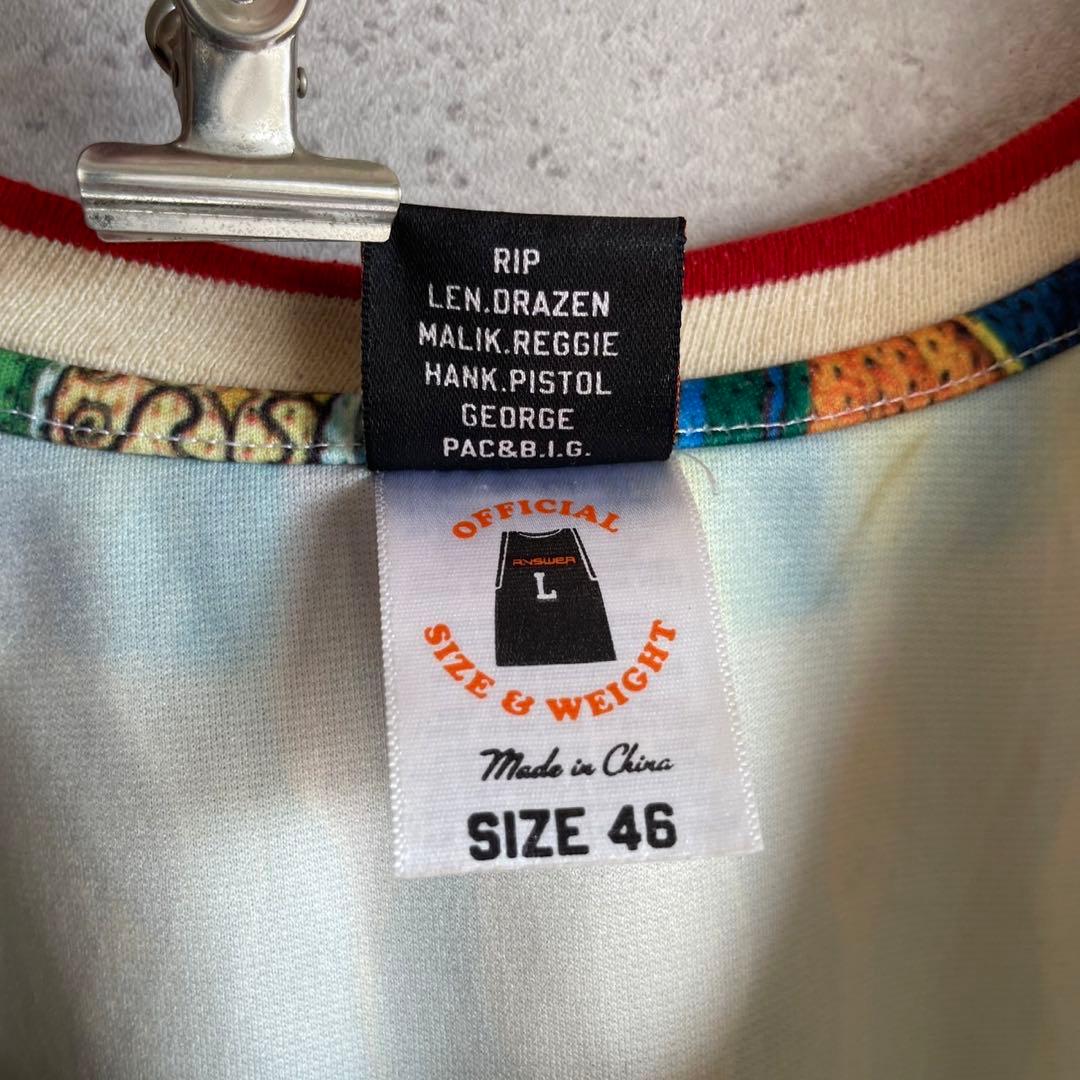 RIP
LEN.DRAZEN
MALIK.REGGIE
HANK.PISTOL
GEORGE
PAC&B.I.G.
OFFICIAL
ANSWER
L
SIZE & WEIGHT
Made in China
SIZE 46